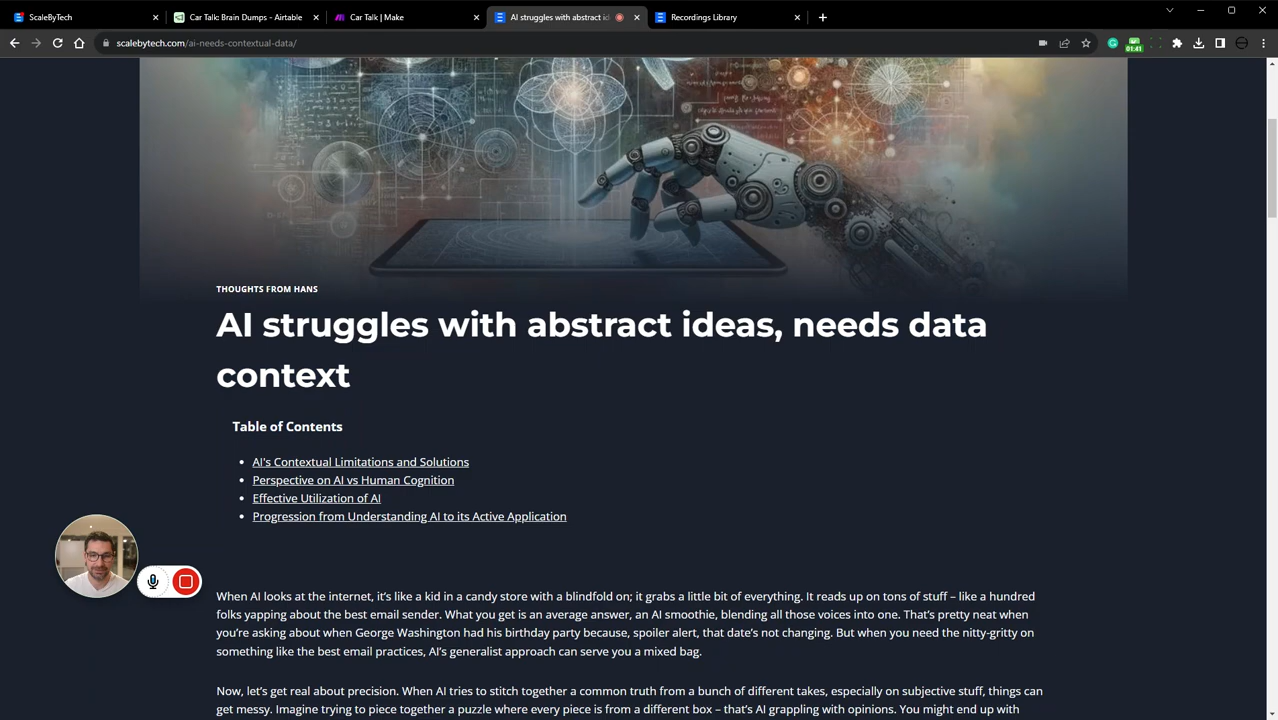 ScaleByTech
Car Talk: Brain Dumps - Airtable
Car Talk | Make
AI struggles with abstract id
Recordings Library
scalebytech.com/ai-needs-contextual-data/
01:41
THOUGHTS FROM HANS
AI struggles with abstract ideas, needs data
context
Table of Contents
AI's Contextual Limitations and Solutions
Perspective on AI vs Human Cognition
Effective Utilization of AI
Progression from Understanding AI to its Active Application
When AI looks at the internet, it's like a kid in a candy store with a blindfold on; it grabs a little bit of everything. It reads up on tons of stuff – like a hundred
folks yapping about the best email sender. What you get is an average answer, an AI smoothie, blending all those voices into one. That's pretty neat when
you're asking about when George Washington had his birthday party because, spoiler alert, that date's not changing. But when you need the nitty-gritty on
something like the best email practices, AI's generalist approach can serve you a mixed bag.
Now, let's get real about precision. When AI tries to stitch together a common truth from a bunch of different takes, especially on subjective stuff, things can
get messy. Imagine trying to piece together a puzzle where every piece is from a different box – that's AI grappling with opinions. You might end up with